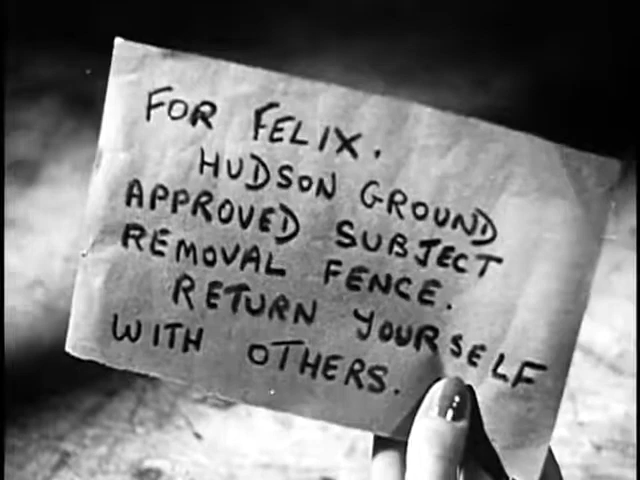 FOR FELIX.
HUDSON GROUND
APPROVED SUBJECT
REMOVAL FENCE.
RETURN YOURSELF
WITH OTHERS.